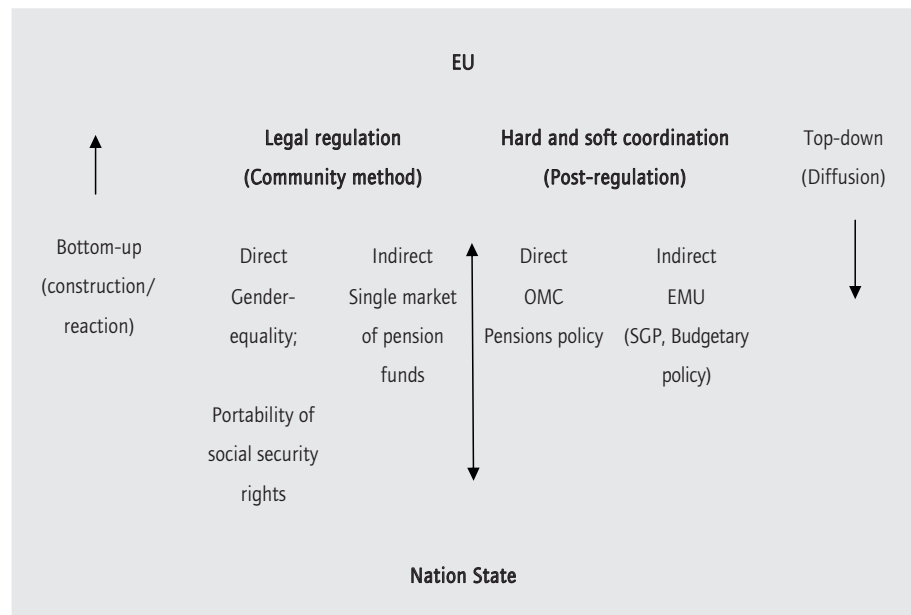 EU
Legal regulation
(Community method)
Hard and soft coordination
(Post-regulation)
Top-down
(Diffusion)
Bottom-up
(construction/
reaction)
Direct
Gender-
equality;
Portability of
social security
rights
Indirect
Single market
of pension
funds
Direct
OMC
Pensions policy
Indirect
EMU
(SGP, Budgetary
policy)
Nation State